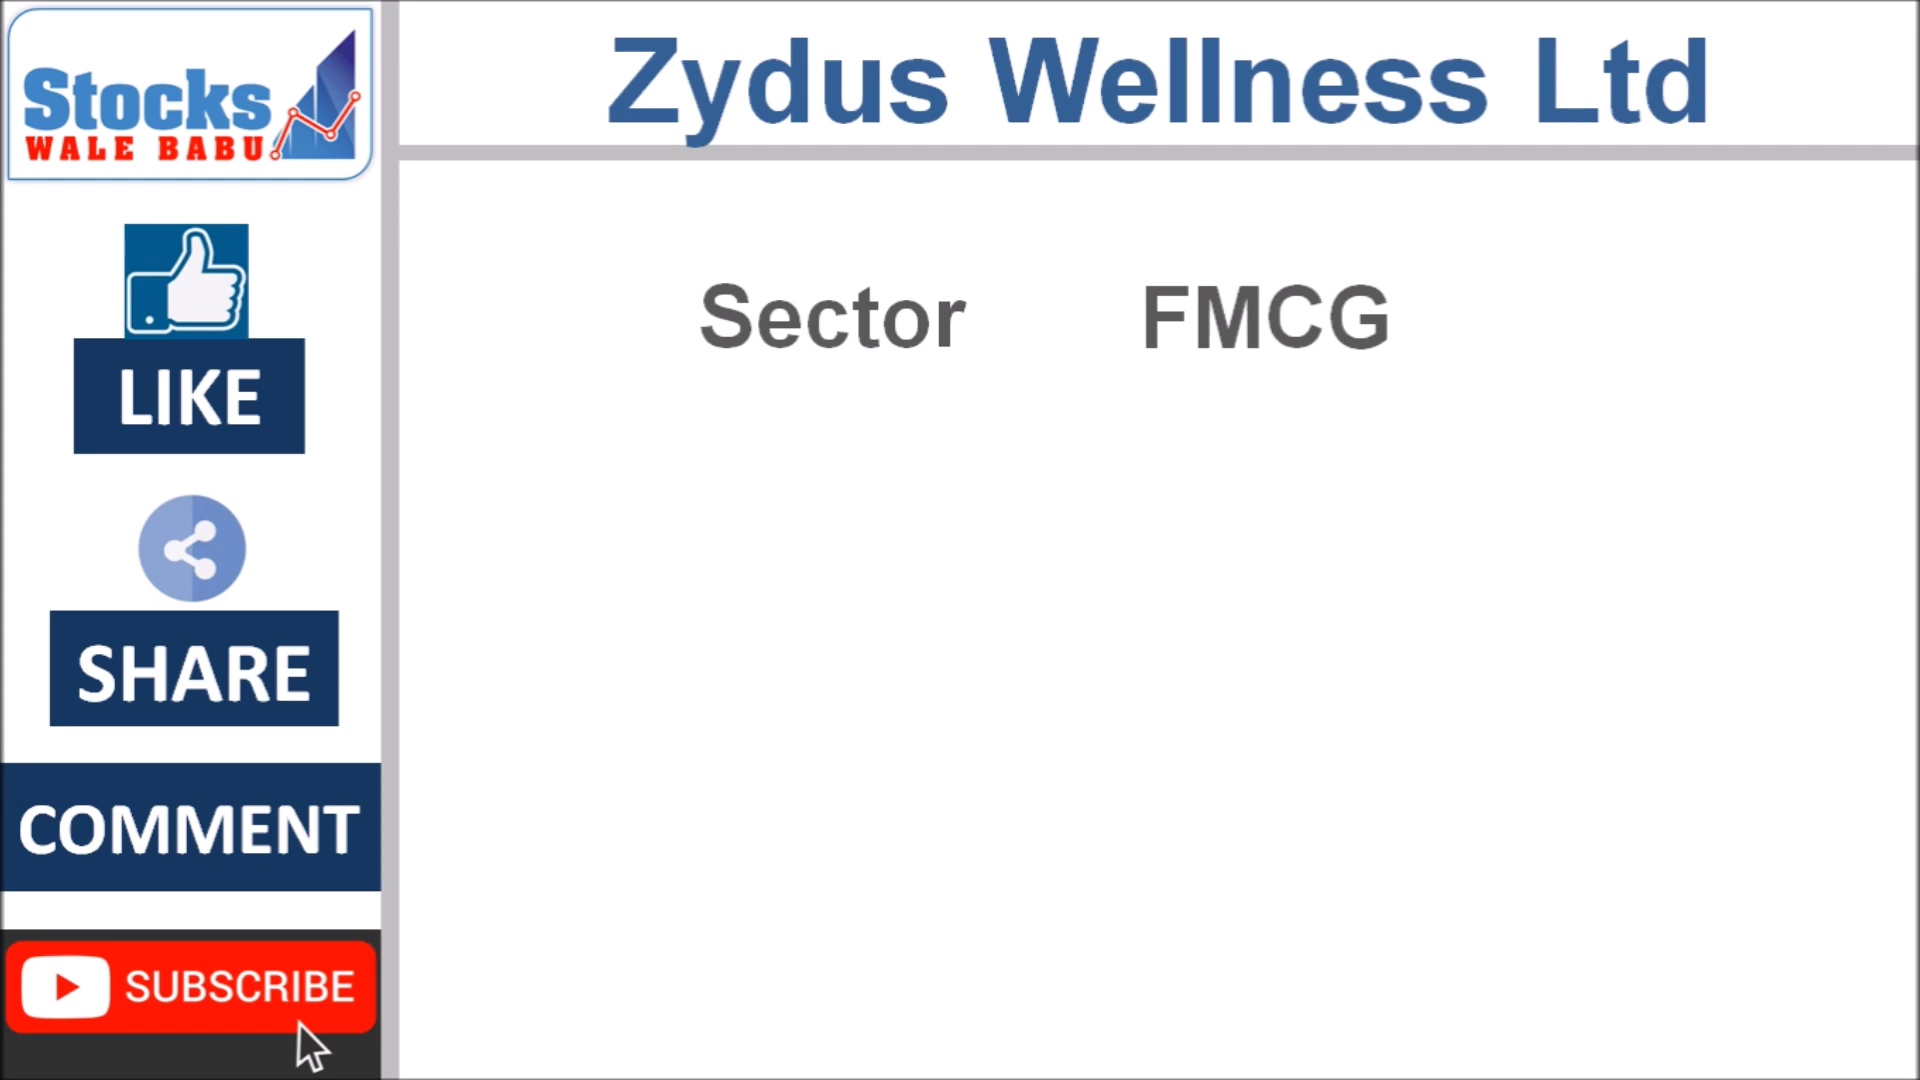 Stocks
WALE BABU
Zydus Wellness Ltd
Sector FMCG
LIKE
SHARE
COMMENT
SUBSCRIBE